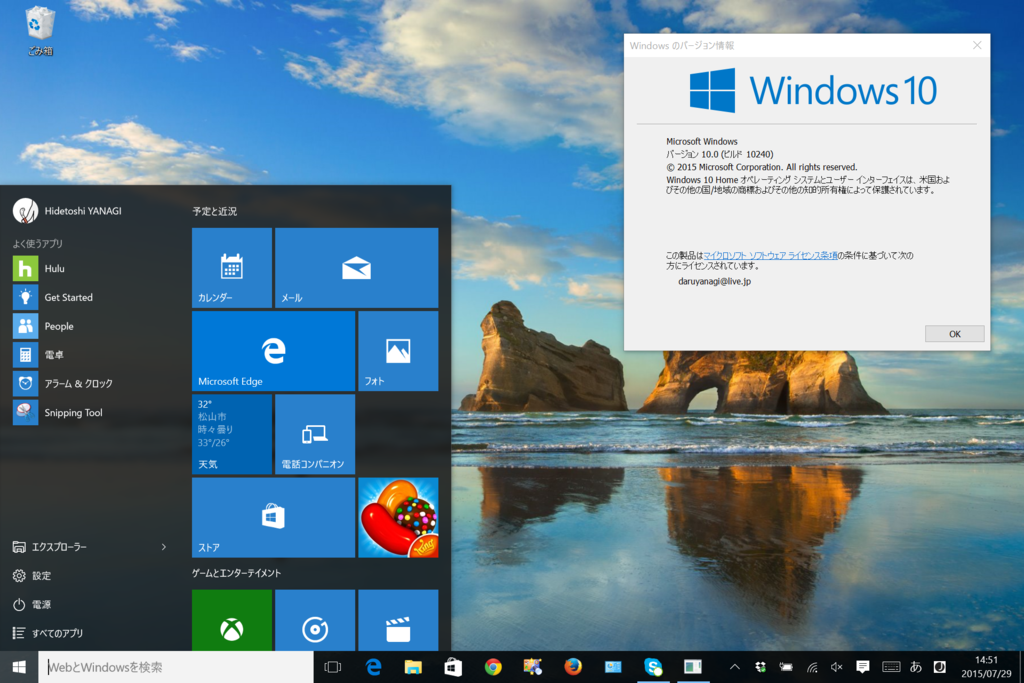 ごみ箱
Windows のバージョン情報
Windows 10
Microsoft Windows
バージョン 10.0 (ビルド 10240)
© 2015 Microsoft Corporation. All rights reserved.
Windows 10 Home オペレーティング システムとユーザー インターフェイスは、米国およ
びその他の国/地域の商標およびその他の知的所有権によって保護されています。
この製品はマイクロソフト ソフトウェア ライセンス条項の条件に基づいて次の
方にライセンスされています。
daruyanagi@live.jp
OK
Hidetoshi YANAGI
よく使うアプリ
Hulu
Get Started
People
電卓
アラーム & クロック
Snipping Tool
エクスプローラー
設定
電源
すべてのアプリ
予定と近況
カレンダー
メール
Microsoft Edge
フォト
32°
松山市
時々曇り
33°/26°
天気
電話コンパニオン
ストア
King
ゲームとエンターテイメント
WebとWindowsを検索
あ
14:51
2015/07/29